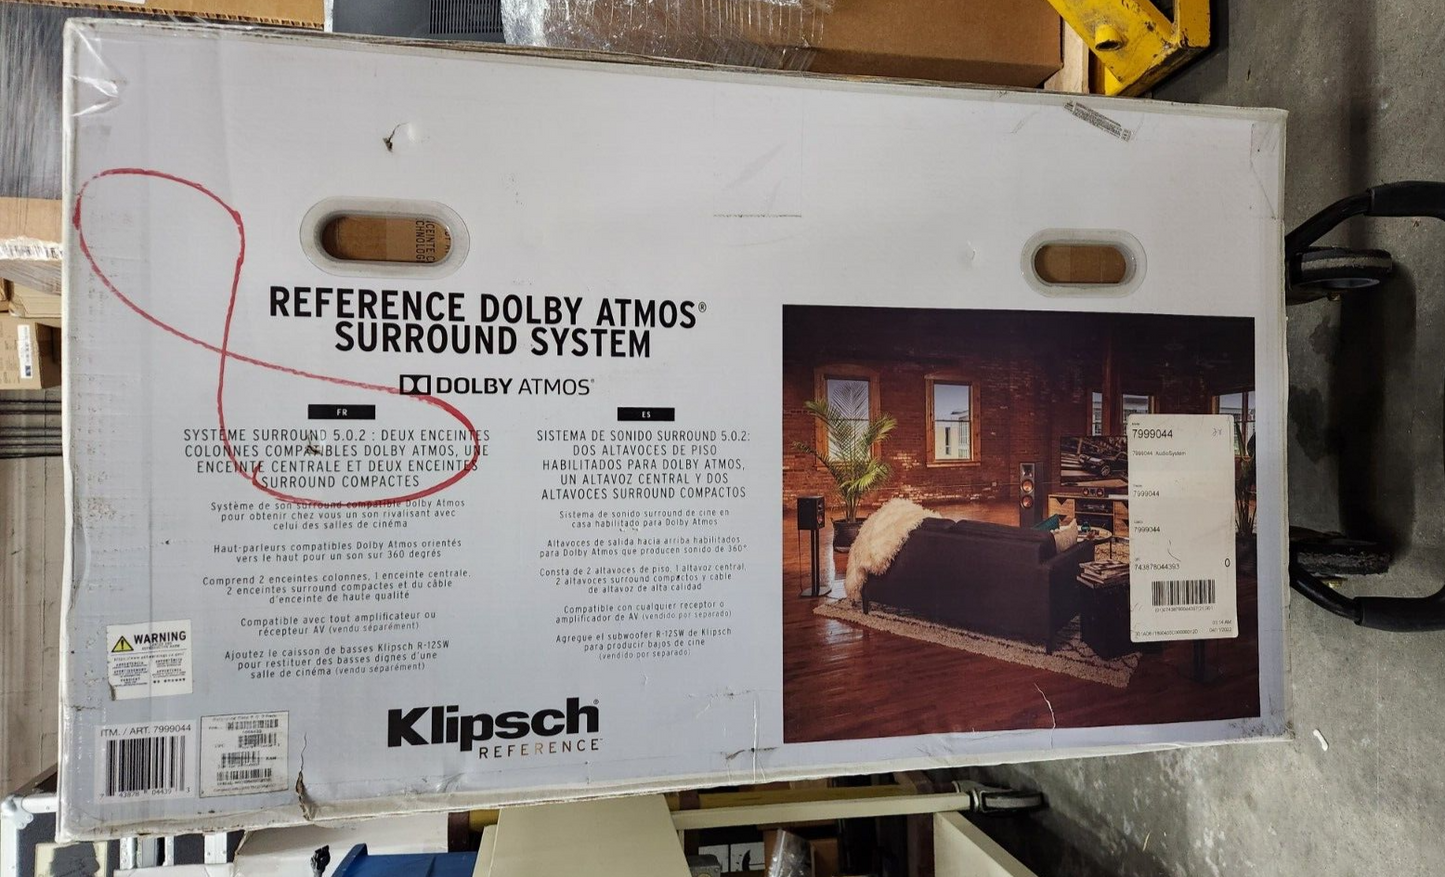 REFERENCE DOLBY ATMOS®
SURROUND SYSTEM
DOLBY ATMOS®
FR
SYSTÈME SURROUND 5.0.2 : DEUX ENCEINTES
COLONNES COMPATIBLES DOLBY ATMOS, UNE
ENCEINTE CENTRALE ET DEUX ENCEINTES
SURROUND COMPACTES
Système de son surround compatible Dolby Atmos
pour obtenir chez vous un son rivalisant avec
celui des salles de cinéma
Haut-parleurs compatibles Dolby Atmos orientés
vers le haut pour un son sur 360 degrés
Comprend 2 enceintes colonnes, 1 enceinte centrale,
2 enceintes surround compactes et du câble
d'enceinte de haute qualité
Compatible avec tout amplificateur ou
récepteur AV (vendu séparément)
Ajoutez le caisson de basses Klipsch R-12SW
pour restituer des basses dignes d'une
salle de cinéma (vendu séparément)
ES
SISTEMA DE SONIDO SURROUND 5.0.2:
DOS ALTAVOCES DE PISO
HABILITADOS PARA DOLBY ATMOS,
UN ALTAVOZ CENTRAL Y DOS
ALTAVOCES SURROUND COMPACTOS
Sistema de sonido surround de cine en
casa habilitado para Dolby Atmos
Altavoces de salida hacia arriba habilitados
para Dolby Atmos que producen sonido de 360°
Consta de 2 altavoces de piso, 1 altavoz central,
2 altavoces surround compactos y cable
de altavoz de alta calidad
Compatible con cualquier receptor o
amplificador de AV (vendido por separado)
Agregue el subwoofer R-12SW de Klipsch
para producir bajos de cine
(vendido por separado)
Klipsch®
REFERENCE™
WARNING
ITM. / ART. 7999044
7999044
7999044 AudioSystem
7999044
7999044
743878044393
0